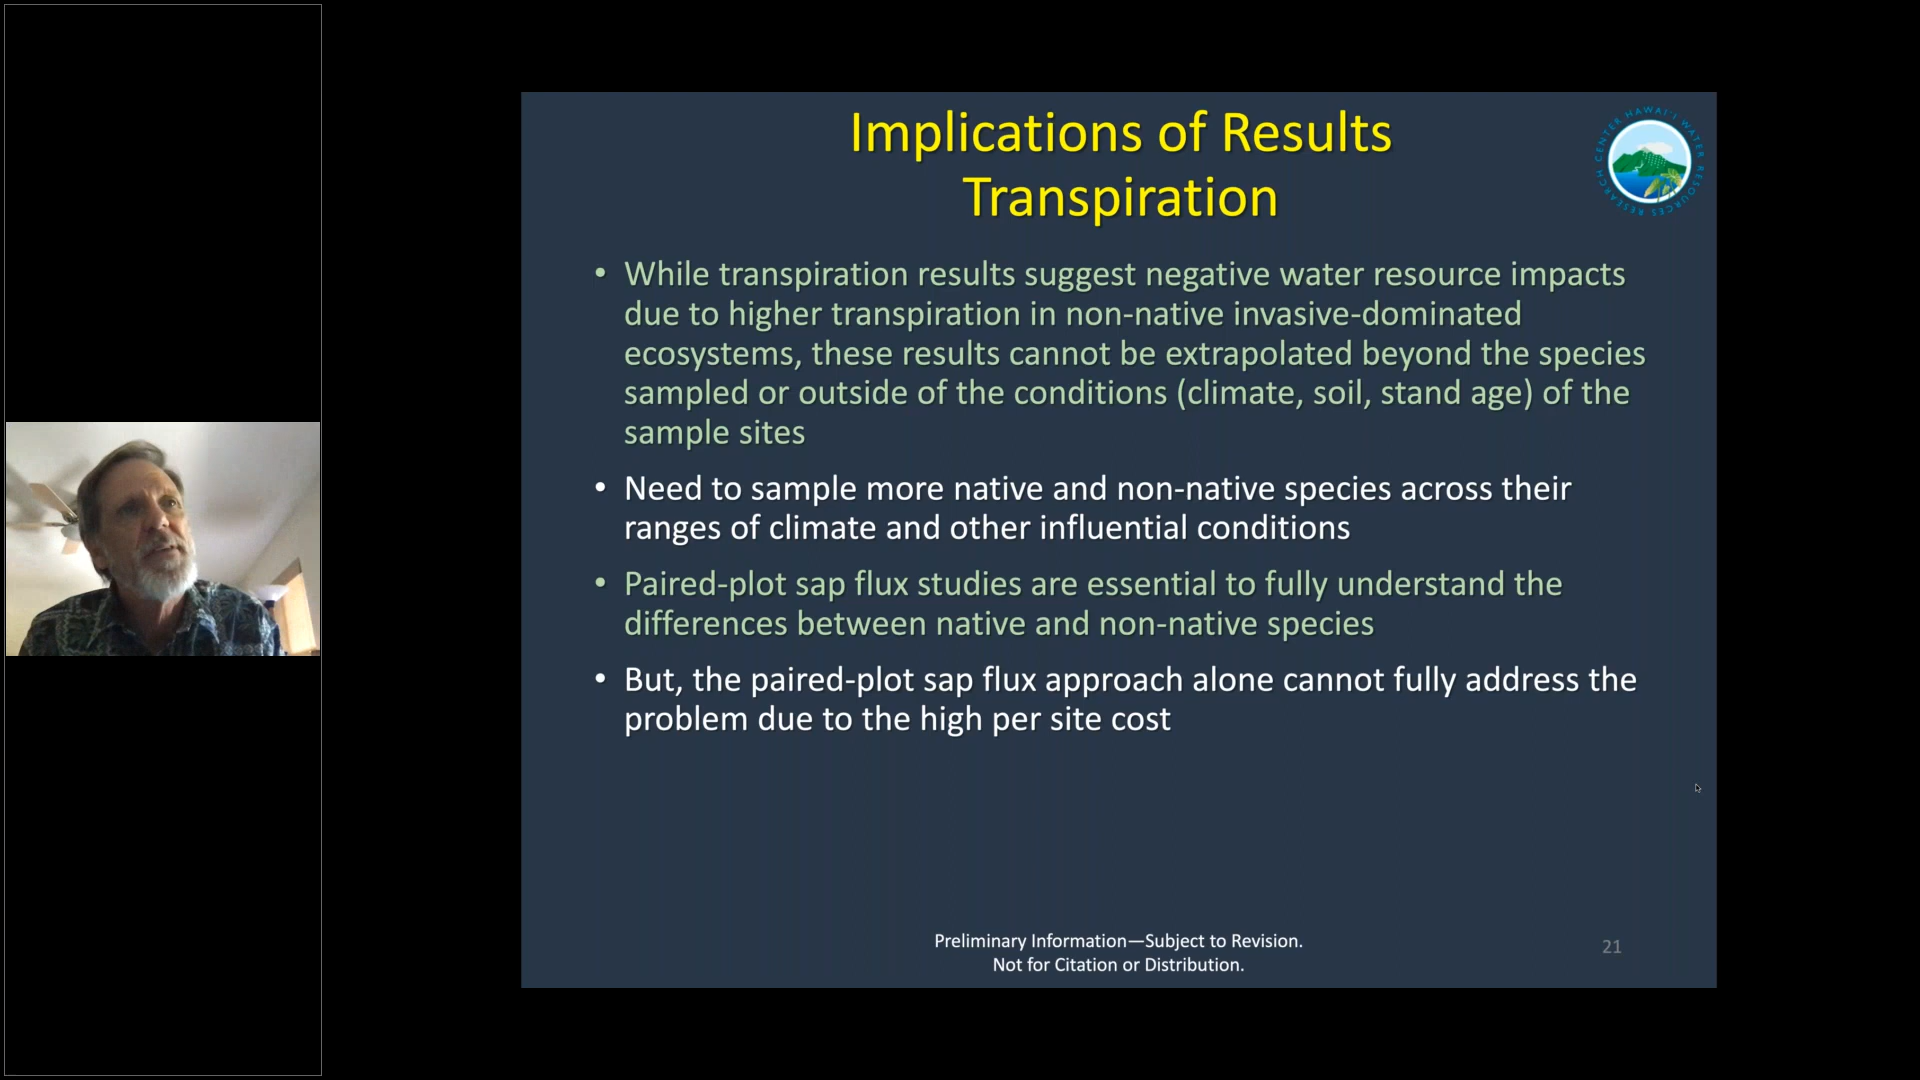 Implications of Results
Transpiration
CENTER HAWAI'I WATER RESOURCES RESEARCH
• While transpiration results suggest negative water resource impacts
due to higher transpiration in non-native invasive-dominated
ecosystems, these results cannot be extrapolated beyond the species
sampled or outside of the conditions (climate, soil, stand age) of the
sample sites
• Need to sample more native and non-native species across their
ranges of climate and other influential conditions
• Paired-plot sap flux studies are essential to fully understand the
differences between native and non-native species
• But, the paired-plot sap flux approach alone cannot fully address the
problem due to the high per site cost
Preliminary Information—Subject to Revision.
Not for Citation or Distribution.
21